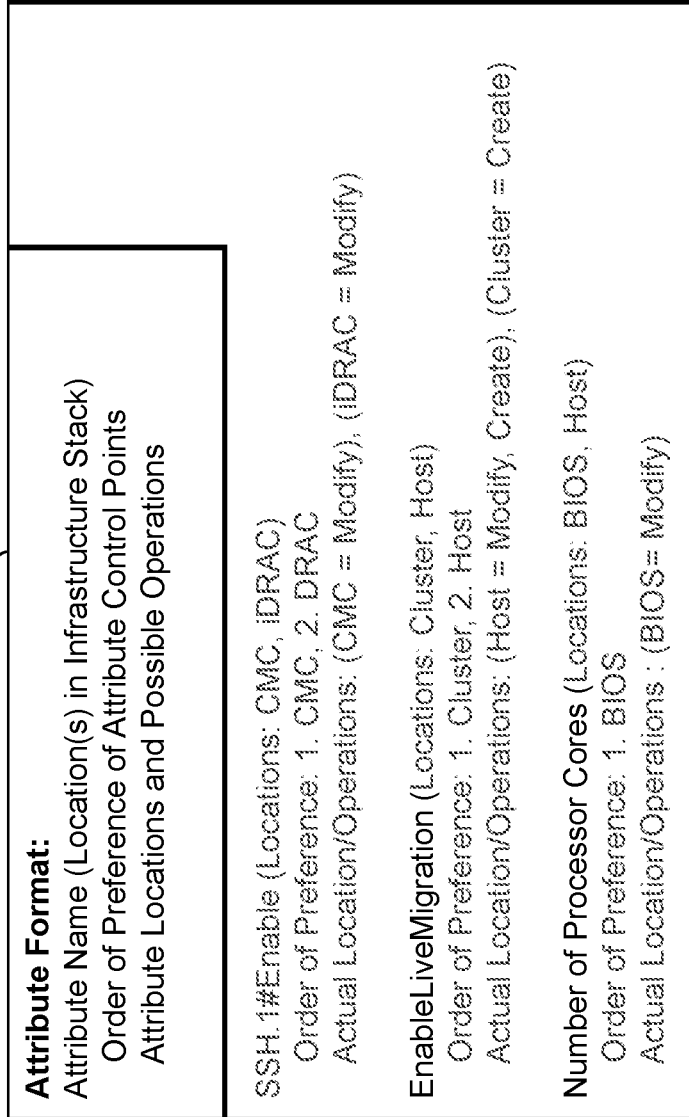 Attribute Format:
Attribute Name (Location(s) in Infrastructure Stack)
Order of Preference of Attribute Control Points
Attribute Locations and Possible Operations
SSH.1#Enable (Locations: CMC, iDRAC)
Order of Preference: 1. CMC, 2. DRAC
Actual Location/Operations: (CMC = Modify), (iDRAC = Modify)
EnableLiveMigration (Locations: Cluster, Host)
Order of Preference: 1. Cluster, 2. Host
Actual Location/Operations: (Host = Modify, Create), (Cluster = Create)
Number of Processor Cores (Locations: BIOS, Host)
Order of Preference: 1. BIOS
Actual Location/Operations : (BIOS= Modify)